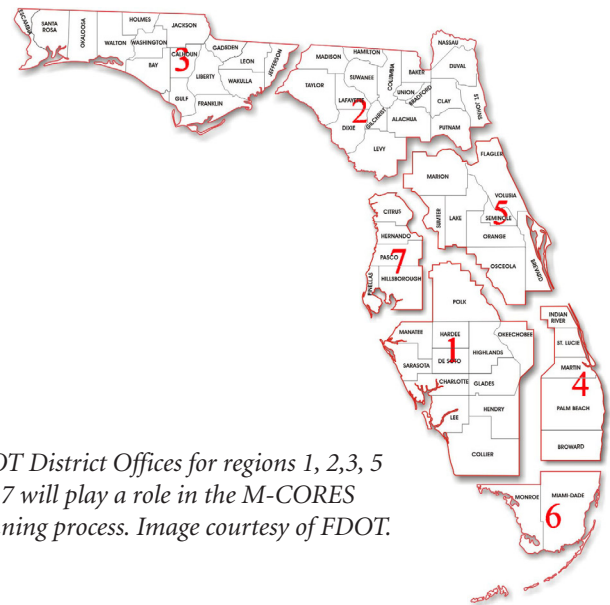 HOLMES
JACKSON
ESCAMBIA
SANTA
ROSA
OKALOOSA
WALTON
WASHINGTON
BAY
CALHOUN
3
GADSDEN
LEON
JEFFERSON
LIBERTY
WAKULLA
GULF
FRANKLIN
MADISON
HAMILTON
TAYLOR
SUWANEE
COLUMBIA
BAKER
NASSAU
DUVAL
LAFAYETTE
2
UNION
BRADFORD
CLAY
ST. JOHNS
DIXIE
GILCHRIST
ALACHUA
PUTNAM
LEVY
FLAGLER
MARION
VOLUSIA
5
SUMTER
LAKE
SEMINOLE
ORANGE
OSCEOLA
BREVARD
CITRUS
HERNANDO
PASCO
7
PINELLAS
HILLSBOROUGH
POLK
MANATEE
HARDEE
OKEECHOBEE
1
HIGHLANDS
SARASOTA
DE SOTO
CHARLOTTE
GLADES
LEE
HENDRY
COLLIER
INDIAN
RIVER
ST. LUCIE
MARTIN
4
PALM BEACH
BROWARD
MONROE
MIAMI-DADE
6
OT District Offices for regions 1, 2,3, 5
7 will play a role in the M-CORES
ning process. Image courtesy of FDOT.